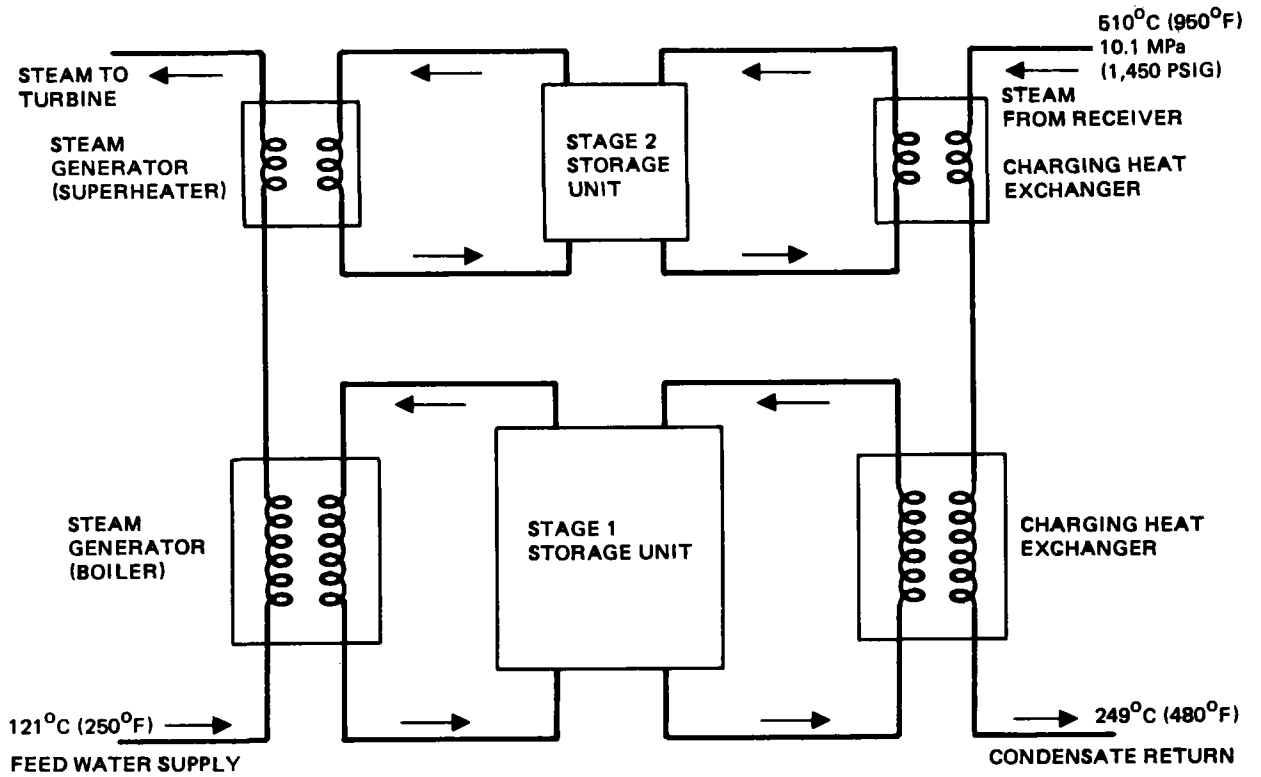 510°C (950°F)
10.1 MPa
(1,450 PSIG)
STEAM
FROM RECEIVER
STEAM TO
TURBINE
STEAM
GENERATOR
(SUPERHEATER)
STAGE 2
STORAGE
UNIT
CHARGING HEAT
EXCHANGER
STEAM
GENERATOR
(BOILER)
STAGE 1
STORAGE UNIT
CHARGING HEAT
EXCHANGER
121°C (250°F)
FEED WATER SUPPLY
249°C (480°F)
CONDENSATE RETURN